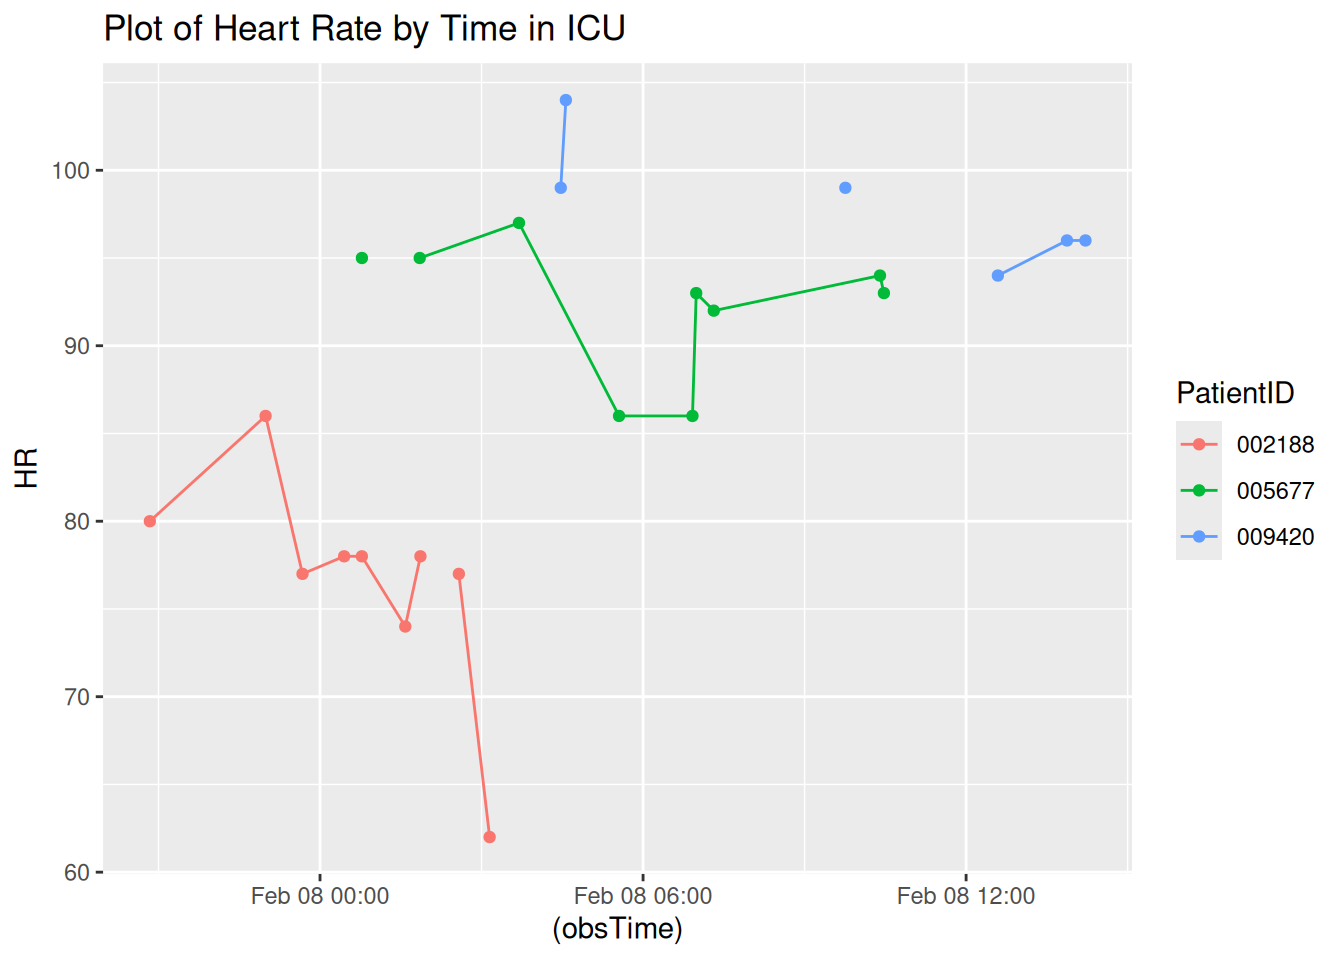 Plot of Heart Rate by Time in ICU
HR
100
90
80
70
60
Feb 08 00:00
Feb 08 06:00
Feb 08 12:00
(obsTime)
PatientID
002188
005677
009420